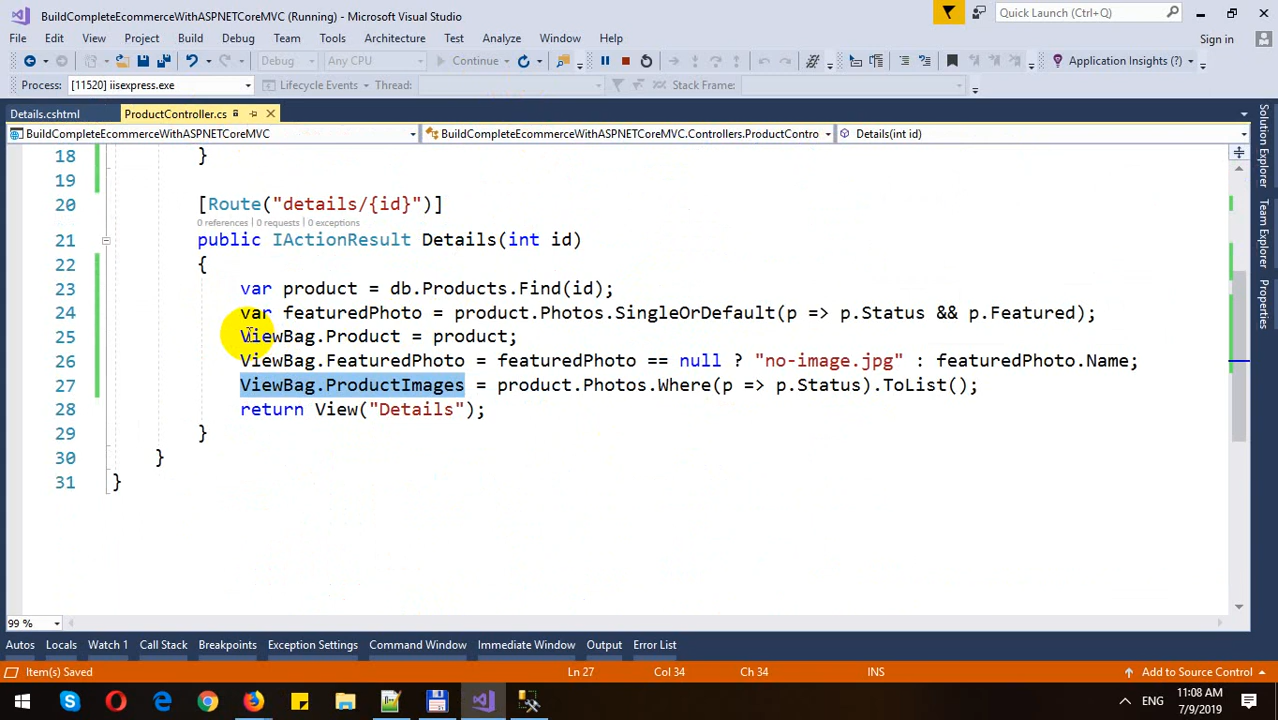 BuildCompleteEcommerceWithASPNETCoreMVC (Running) - Microsoft Visual Studio
Quick Launch (Ctrl+Q)
File Edit View Project Build Debug Team Tools Architecture Test Analyze Window Help
Sign in
Debug Any CPU Continue Application Insights
Process: [11520] iisexpress.exe Lifecycle Events Thread: Stack Frame:
Details.cshtml ProductController.cs
BuildCompleteEcommerceWithASPNETCoreMVC BuildCompleteEcommerceWithASPNETCoreMVC.Controllers.ProductContro Details(int id)
18 }
19
20 [Route("details/{id}")]
0 references | 0 requests | 0 exceptions
21 public IActionResult Details(int id)
22 {
23 var product = db.Products.Find(id);
24 var featuredPhoto = product.Photos.SingleOrDefault(p => p.Status && p.Featured);
25 ViewBag.Product = product;
26 ViewBag.FeaturedPhoto = featuredPhoto == null ? "no-image.jpg" : featuredPhoto.Name;
27 ViewBag.ProductImages = product.Photos.Where(p => p.Status).ToList();
28 return View("Details");
29 }
30 }
31 }
Solution Explorer
Team Explorer
Properties
99 %
Autos Locals Watch 1 Call Stack Breakpoints Exception Settings Command Window Immediate Window Output Error List
Item(s) Saved Ln 27 Col 34 Ch 34 INS Add to Source Control
ENG
11:08 AM
7/9/2019